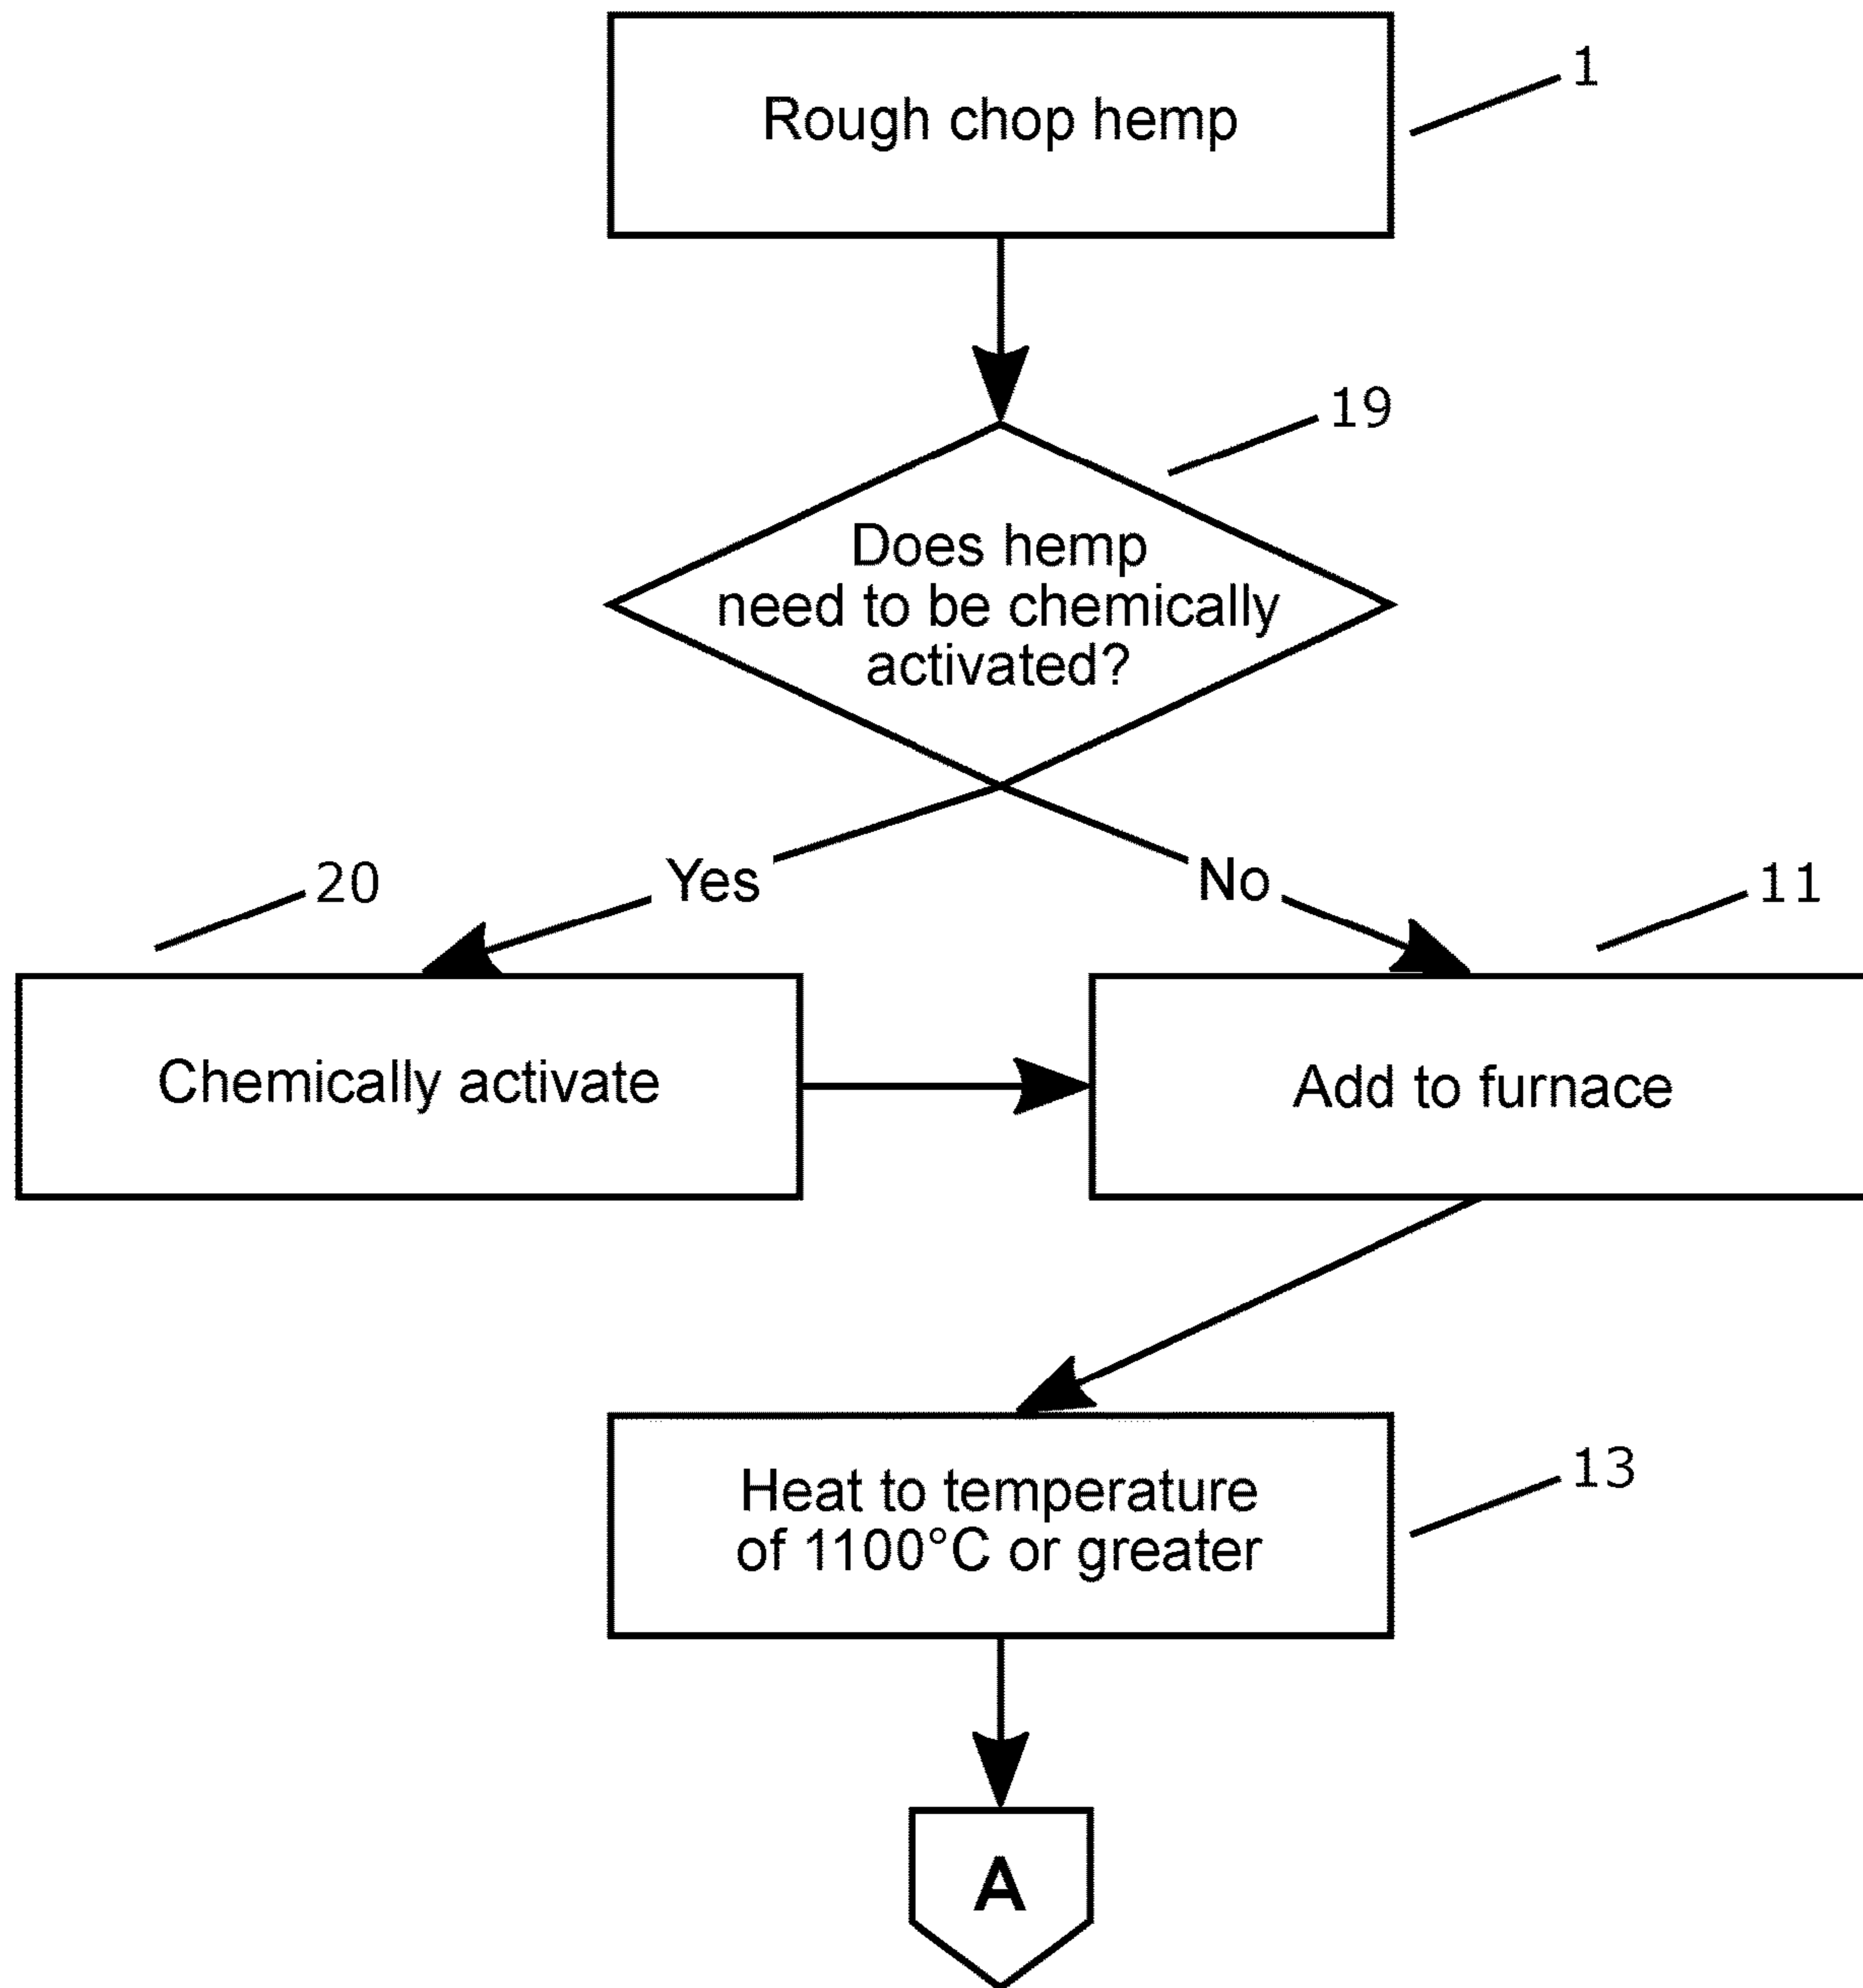 Rough chop hemp
1
19
Does hemp
need to be chemically
activated?
20
Yes
No
11
Chemically activate
Add to furnace
Heat to temperature
of 1100°C or greater
13
A